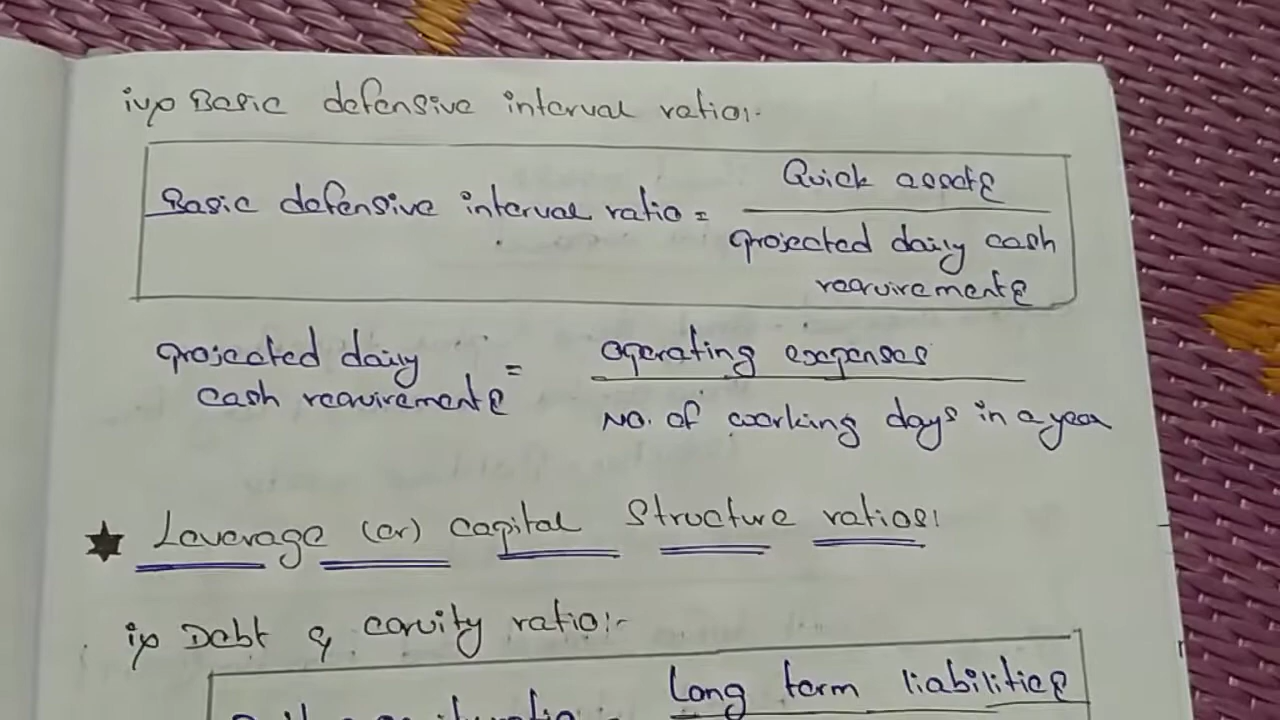 iv) Basic defensive interval ratio:-
Basic defensive interval ratio = Quick assets
projected daily cash
requirements
projected daily = operating expenses
cash requirements
No. of working days in a year
★ Leverage (or) capital Structure ratios:
i) Debt & equity ratio:-
Long term liabilities